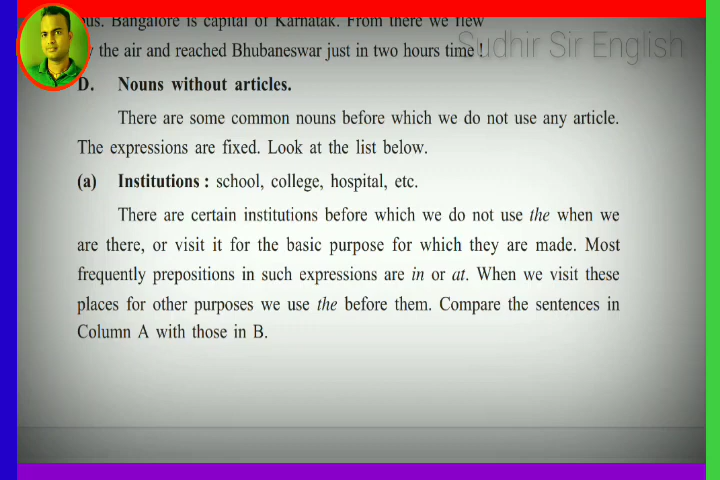 ous. Bangalore is capital of Karnatak. From there we flew
the air and reached Bhubaneswar just in two hours time !
Sudhir Sir English
D. Nouns without articles.
There are some common nouns before which we do not use any article.
The expressions are fixed. Look at the list below.
(a) Institutions : school, college, hospital, etc.
There are certain institutions before which we do not use the when we
are there, or visit it for the basic purpose for which they are made. Most
frequently prepositions in such expressions are in or at. When we visit these
places for other purposes we use the before them. Compare the sentences in
Column A with those in B.